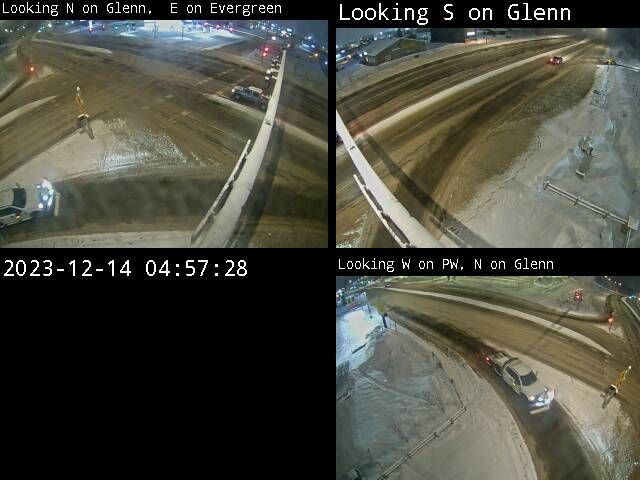 Looking N on Glenn,  E on Evergreen
Looking S on Glenn
2023-12-14 04:57:28
Looking W on PW, N on Glenn